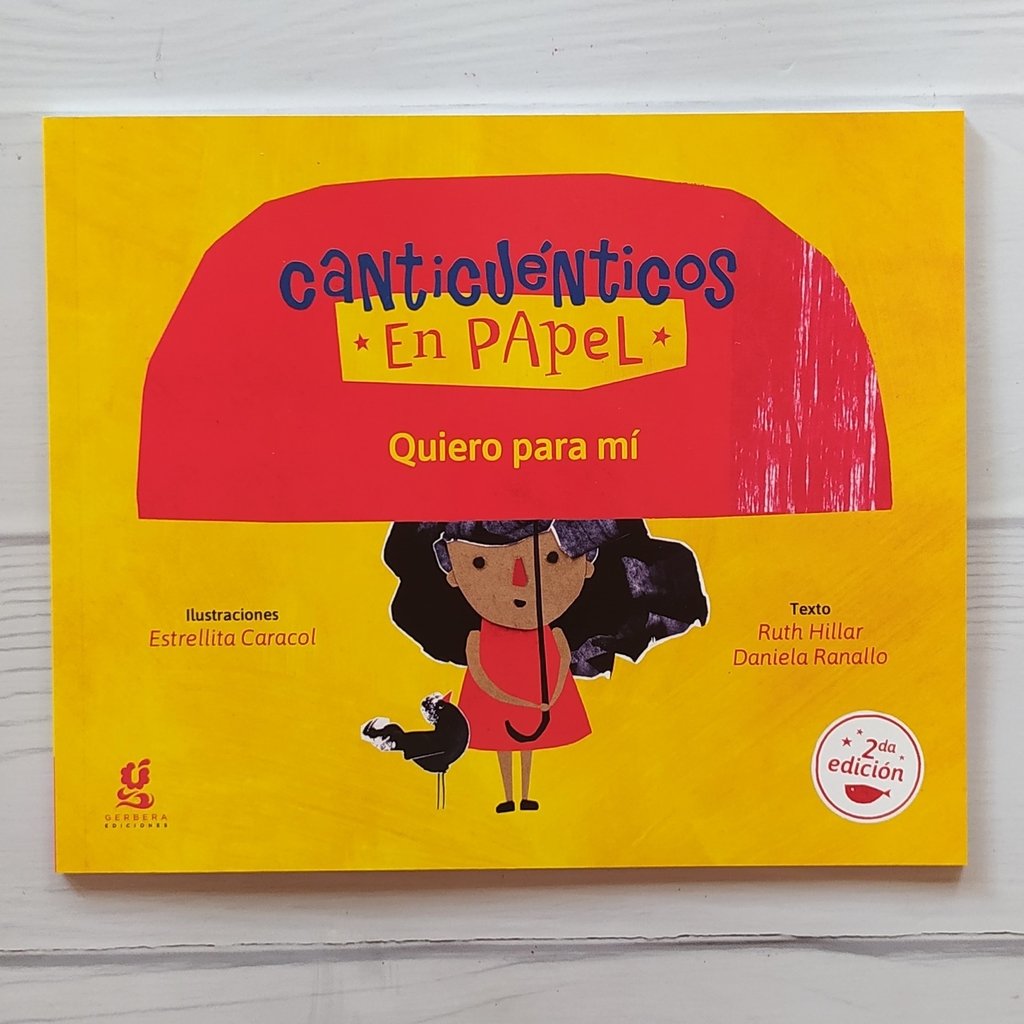 Canticuénticos
En Papel
Quiero para mí
Ilustraciones
Estrellita Caracol
Texto
Ruth Hillar
Daniela Ranallo
2da
edición
GERBERA
EDICIONES